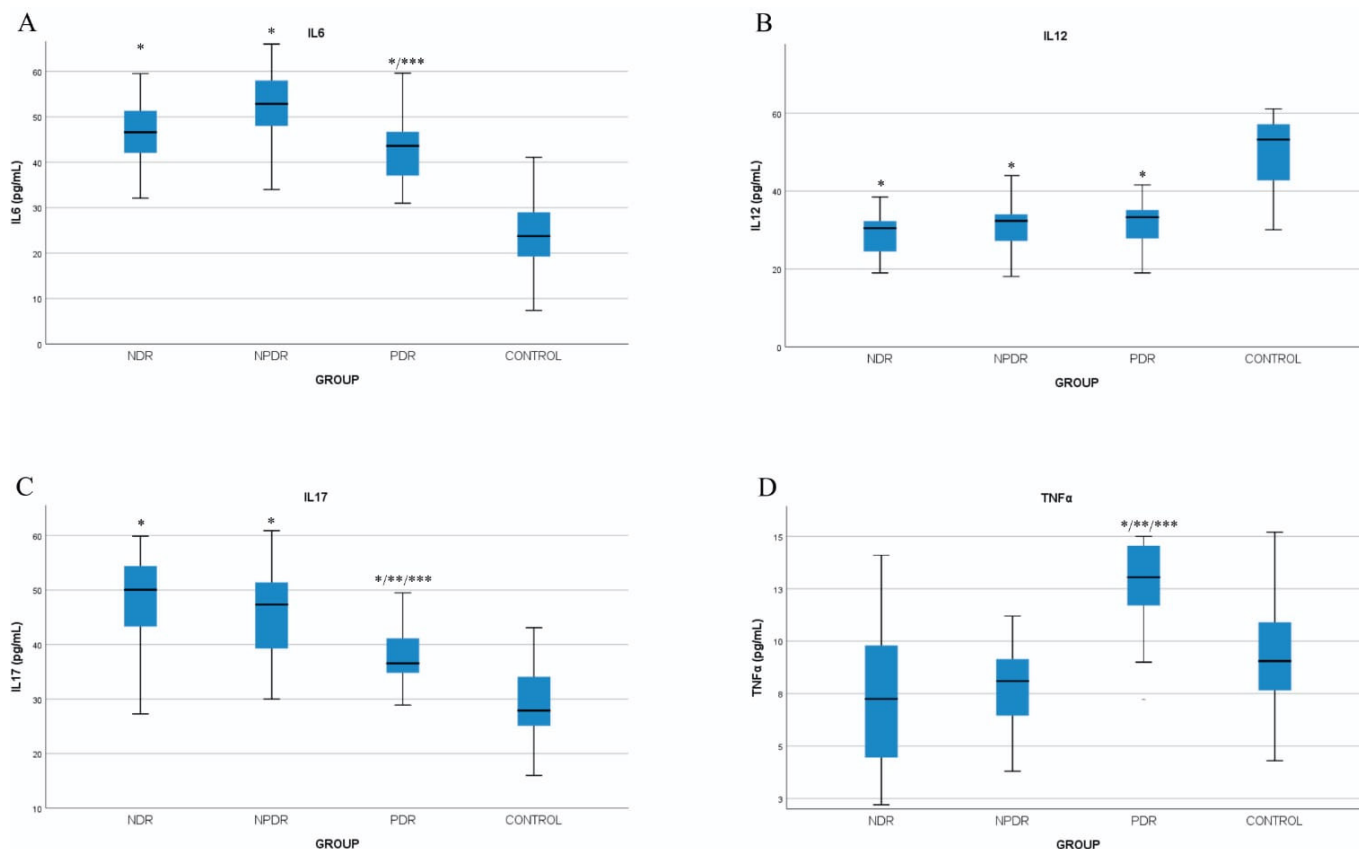 A
IL6
*
*
*/***
IL6 (pg/mL)
60
50
40
30
20
10
0
NDR
NPDR
PDR
CONTROL
GROUP
B
IL12
*
*
*
IL12 (pg/mL)
60
40
20
0
NDR
NPDR
PDR
CONTROL
GROUP
C
IL17
*
*
*/**/***
IL17 (pg/mL)
60
50
40
30
20
10
NDR
NPDR
PDR
CONTROL
GROUP
D
TNFα
*/**/***
TNFα (pg/mL)
15
13
10
8
5
3
NDR
NPDR
PDR
CONTROL
GROUP